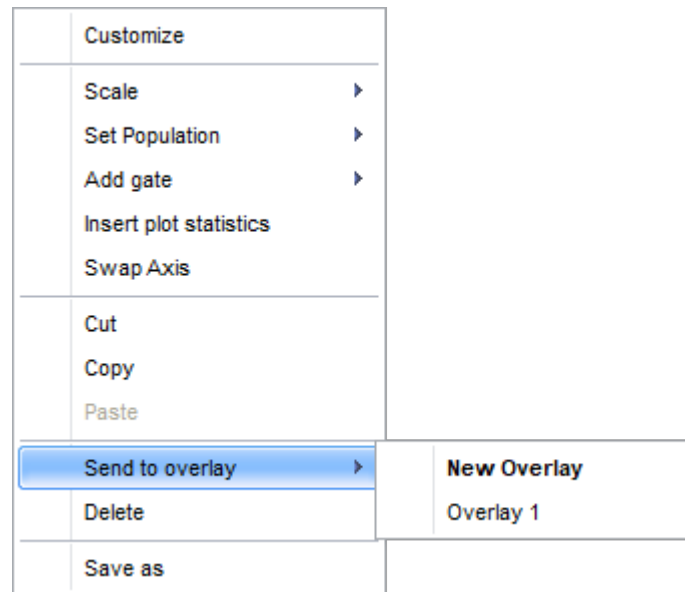 Customize
Scale
Set Population
Add gate
Insert plot statistics
Swap Axis
Cut
Copy
Paste
Send to overlay
New Overlay
Delete
Overlay 1
Save as